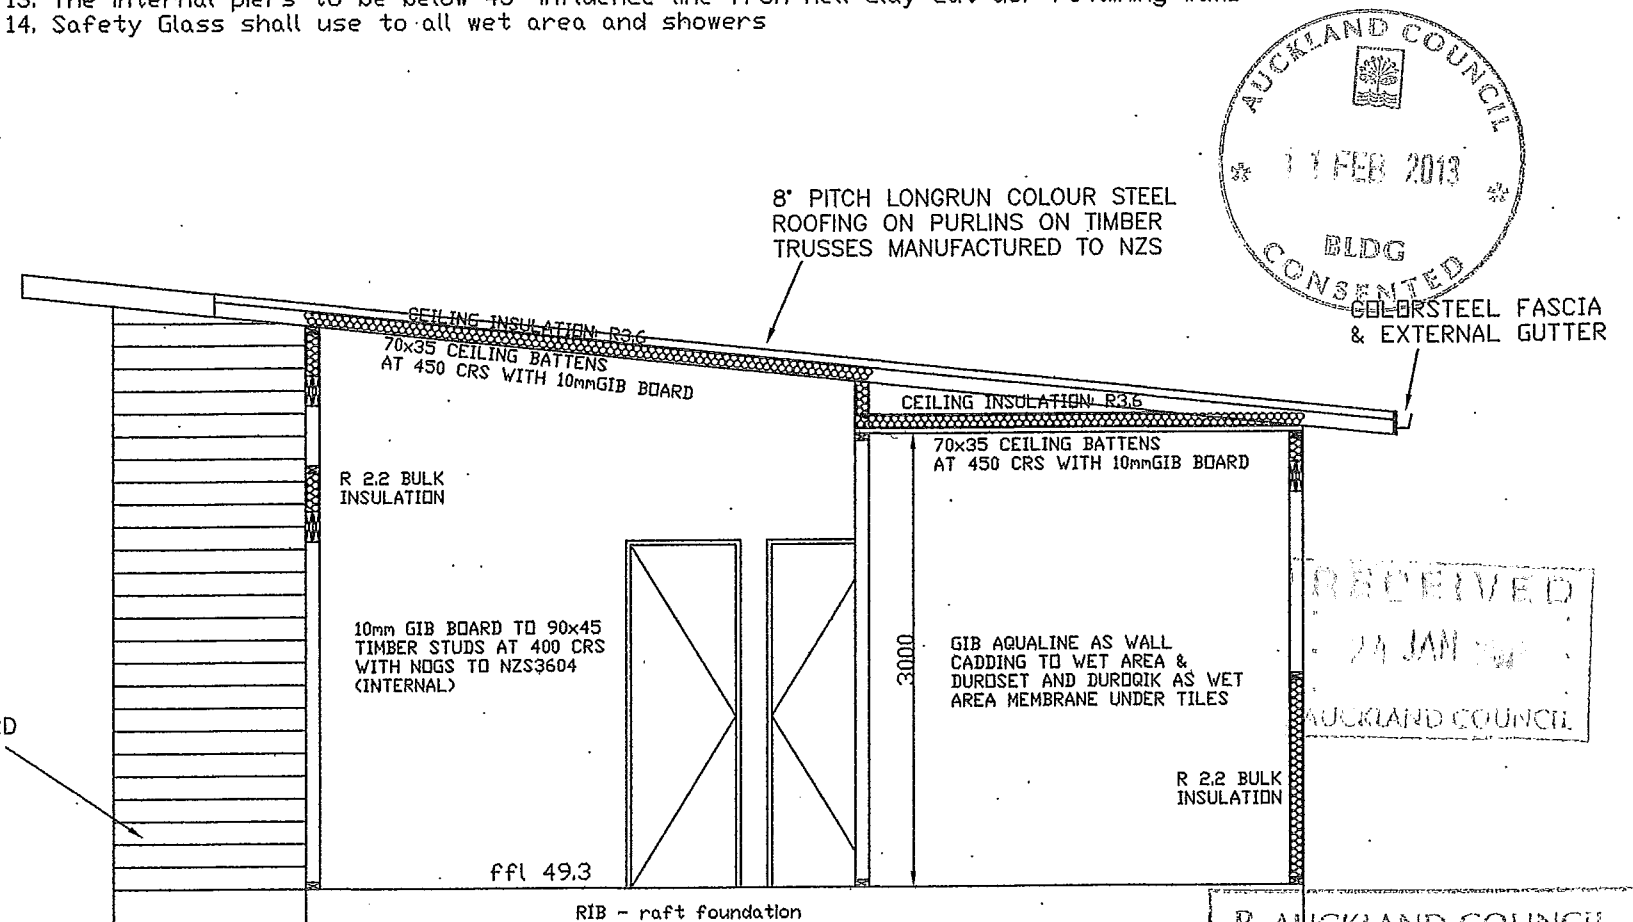 14. Safety Glass shall use to all wet area and showers
AUCKLAND COUNCIL
11 FEB 2013
BLDG
CONSENTED
8° PITCH LONGRUN COLOUR STEEL
ROOFING ON PURLINS ON TIMBER
TRUSSES MANUFACTURED TO NZS
COLORSTEEL FASCIA
& EXTERNAL GUTTER
CEILING INSULATION: R3.6
70x35 CEILING BATTENS
AT 450 CRS WITH 10mmGIB BOARD
CEILING INSULATION: R3.6
70x35 CEILING BATTENS
AT 450 CRS WITH 10mmGIB BOARD
R 2.2 BULK
INSULATION
10mm GIB BOARD TO 90x45
TIMBER STUDS AT 400 CRS
WITH NOGS TO NZS3604
(INTERNAL)
3000
GIB AQUALINE AS WALL
CADDING TO WET AREA &
DUROSET AND DUROQIK AS WET
AREA MEMBRANE UNDER TILES
RECEIVED
24 JAN
AUCKLAND COUNCIL
RD
R 2.2 BULK
INSULATION
ffl 49.3
RIB - raft foundation
AUCKLAND COUNCIL